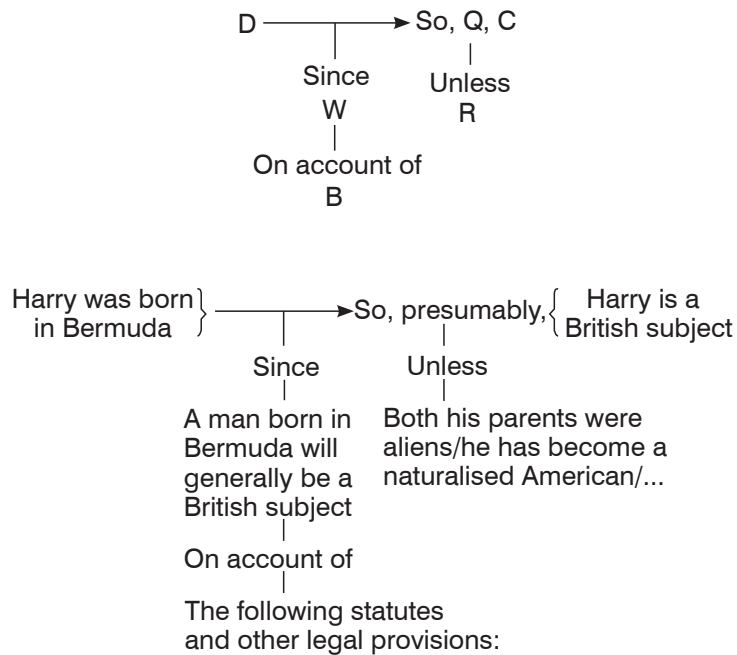 D
So, Q, C
Since
W
Unless
R
On account of
B
Harry was born
in Bermuda
So, presumably,
Harry is a
British subject
Since
Unless
A man born in
Bermuda will
generally be a
British subject
Both his parents were
aliens/he has become a
naturalised American/...
On account of
The following statutes
and other legal provisions: